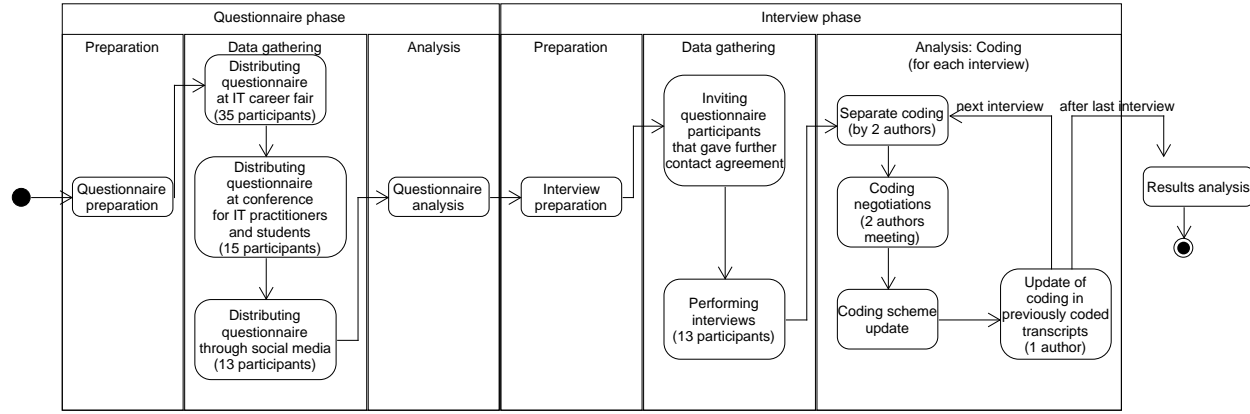 Questionnaire phase
Interview phase
Preparation
Data gathering
Analysis
Preparation
Data gathering
Analysis: Coding
(for each interview)
Questionnaire
preparation
Distributing
questionnaire
at IT career fair
(35 participants)
Distributing
questionnaire
at conference
for IT practitioners
and students
(15 participants)
Distributing
questionnaire
through social media
(13 participants)
Questionnaire
analysis
Interview
preparation
Inviting
questionnaire
participants
that gave further
contact agreement
Performing
interviews
(13 participants)
Separate coding
(by 2 authors)
Coding
negotiations
(2 authors
meeting)
Coding scheme
update
Update of
coding in
previously coded
transcripts
(1 author)
next interview
after last interview
Results analysis